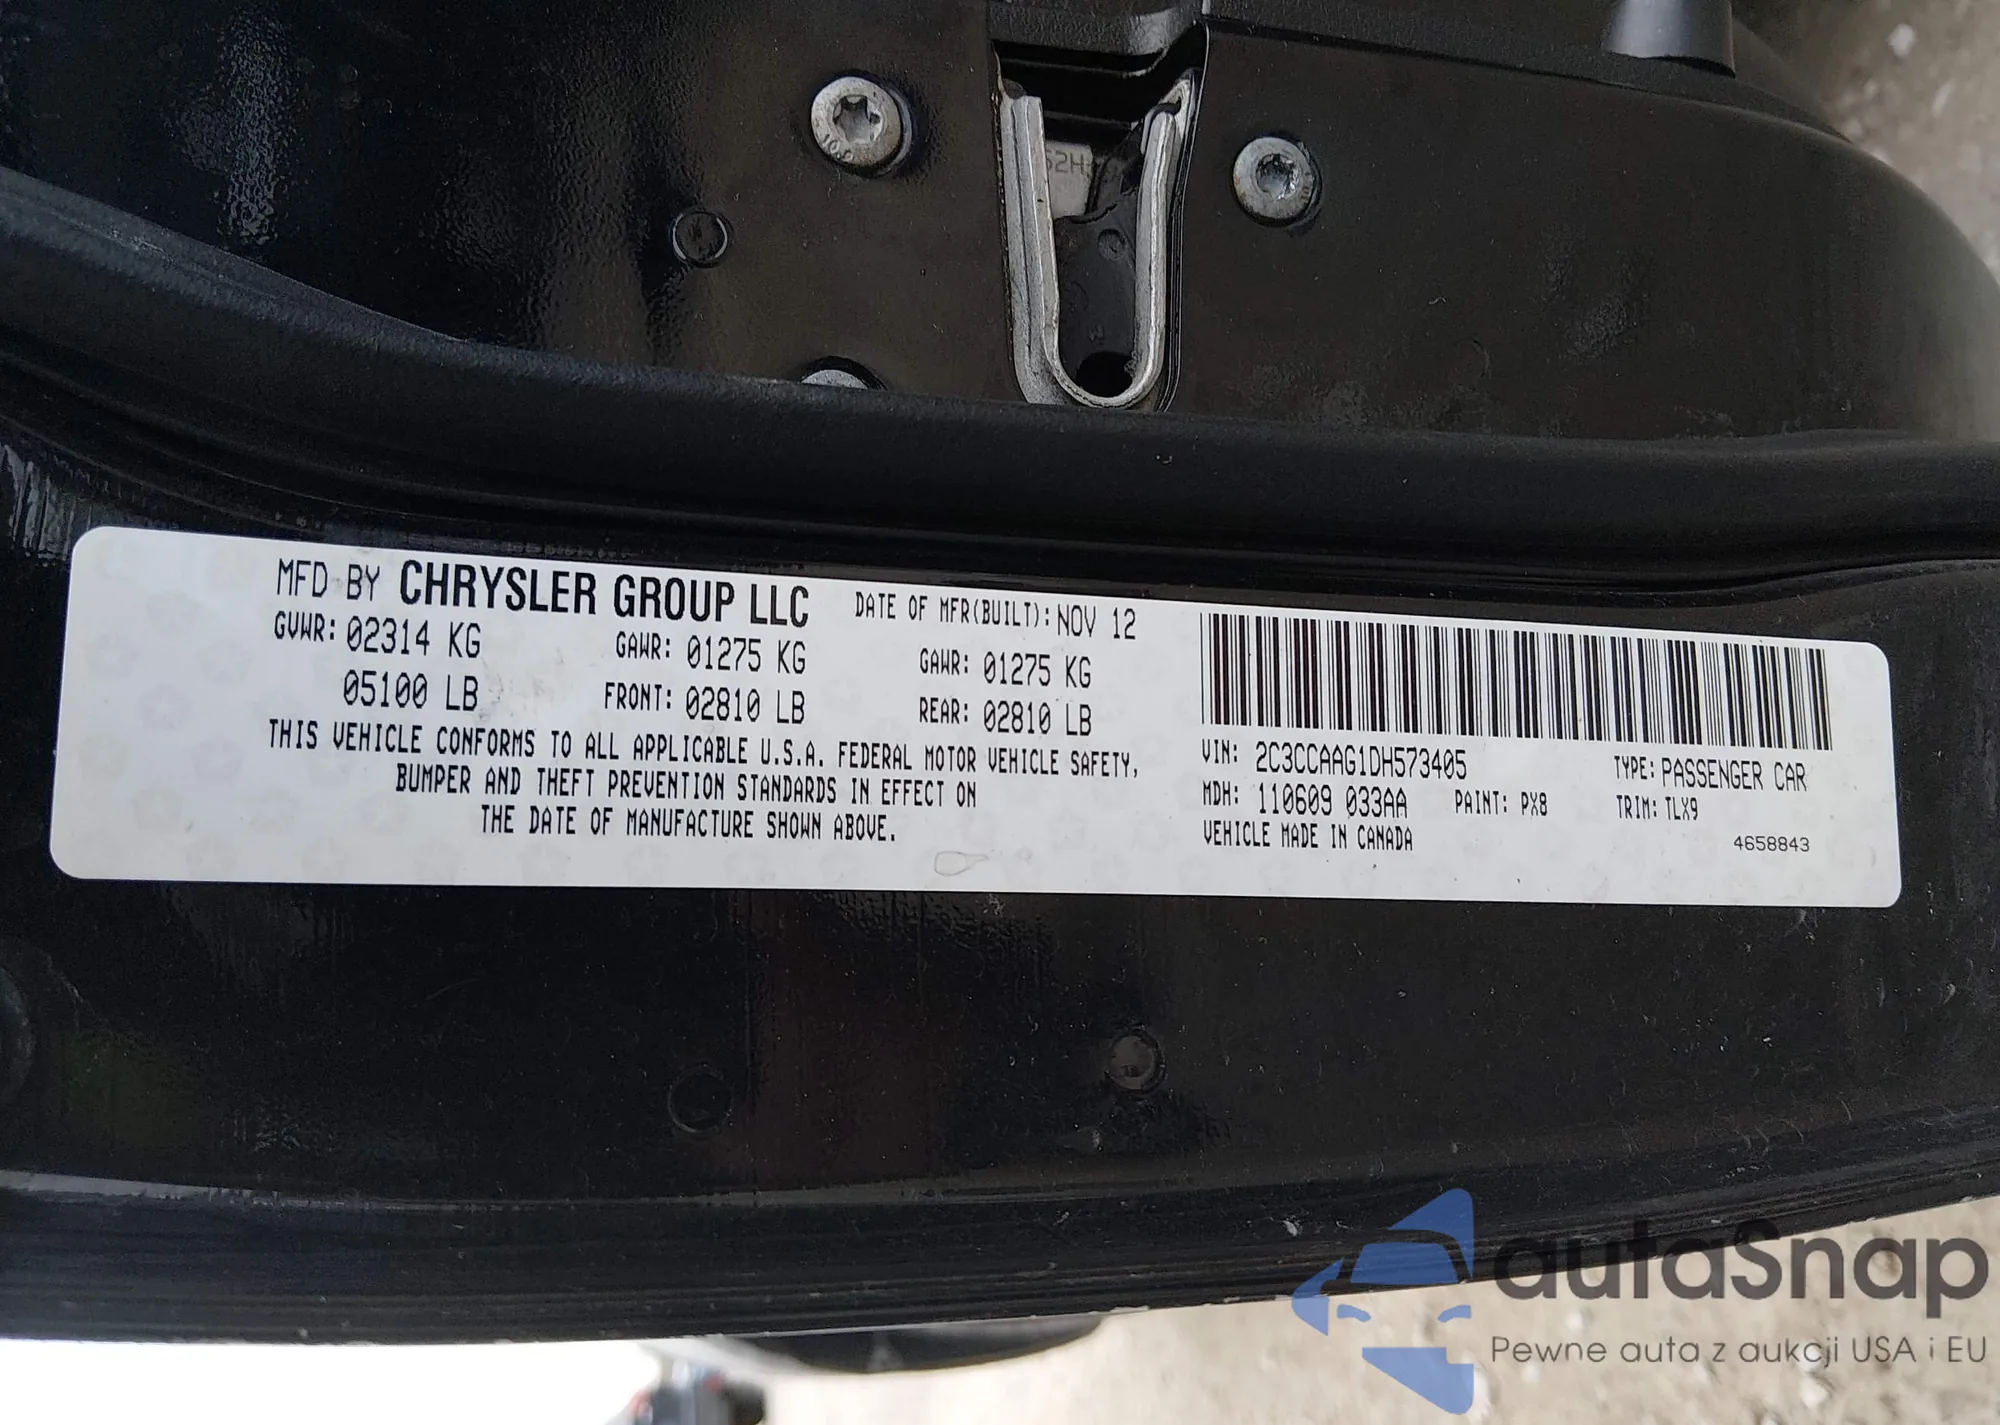 MFD BY CHRYSLER GROUP LLC DATE OF MFR(BUILT): NOV 12
GVWR: 02314 KG GAWR: 01275 KG GAWR: 01275 KG
05100 LB FRONT: 02810 LB REAR: 02810 LB
THIS VEHICLE CONFORMS TO ALL APPLICABLE U.S.A. FEDERAL MOTOR VEHICLE SAFETY,
BUMPER AND THEFT PREVENTION STANDARDS IN EFFECT ON
THE DATE OF MANUFACTURE SHOWN ABOVE.
VIN: 2C3CCAAG1DH573405 TYPE: PASSENGER CAR
MDH: 110609 033AA PAINT: PX8 TRIM: TLX9
VEHICLE MADE IN CANADA 4658843
autaSnap
Pewne auta z aukcji USA i EU